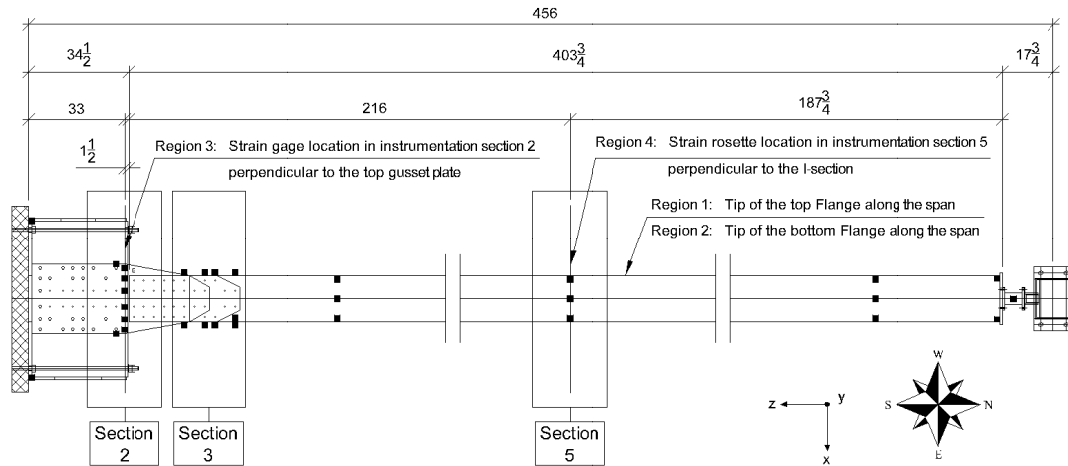 456
34 1/2
403 3/4
17 3/4
33
216
187 3/4
1 1/2
Region 3: Strain gage location in instrumentation section 2
perpendicular to the top gusset plate
Region 4: Strain rosette location in instrumentation section 5
perpendicular to the I-section
Region 1: Tip of the top Flange along the span
Region 2: Tip of the bottom Flange along the span
E
W
S
N
E
z
y
x
Section
2
Section
3
Section
5